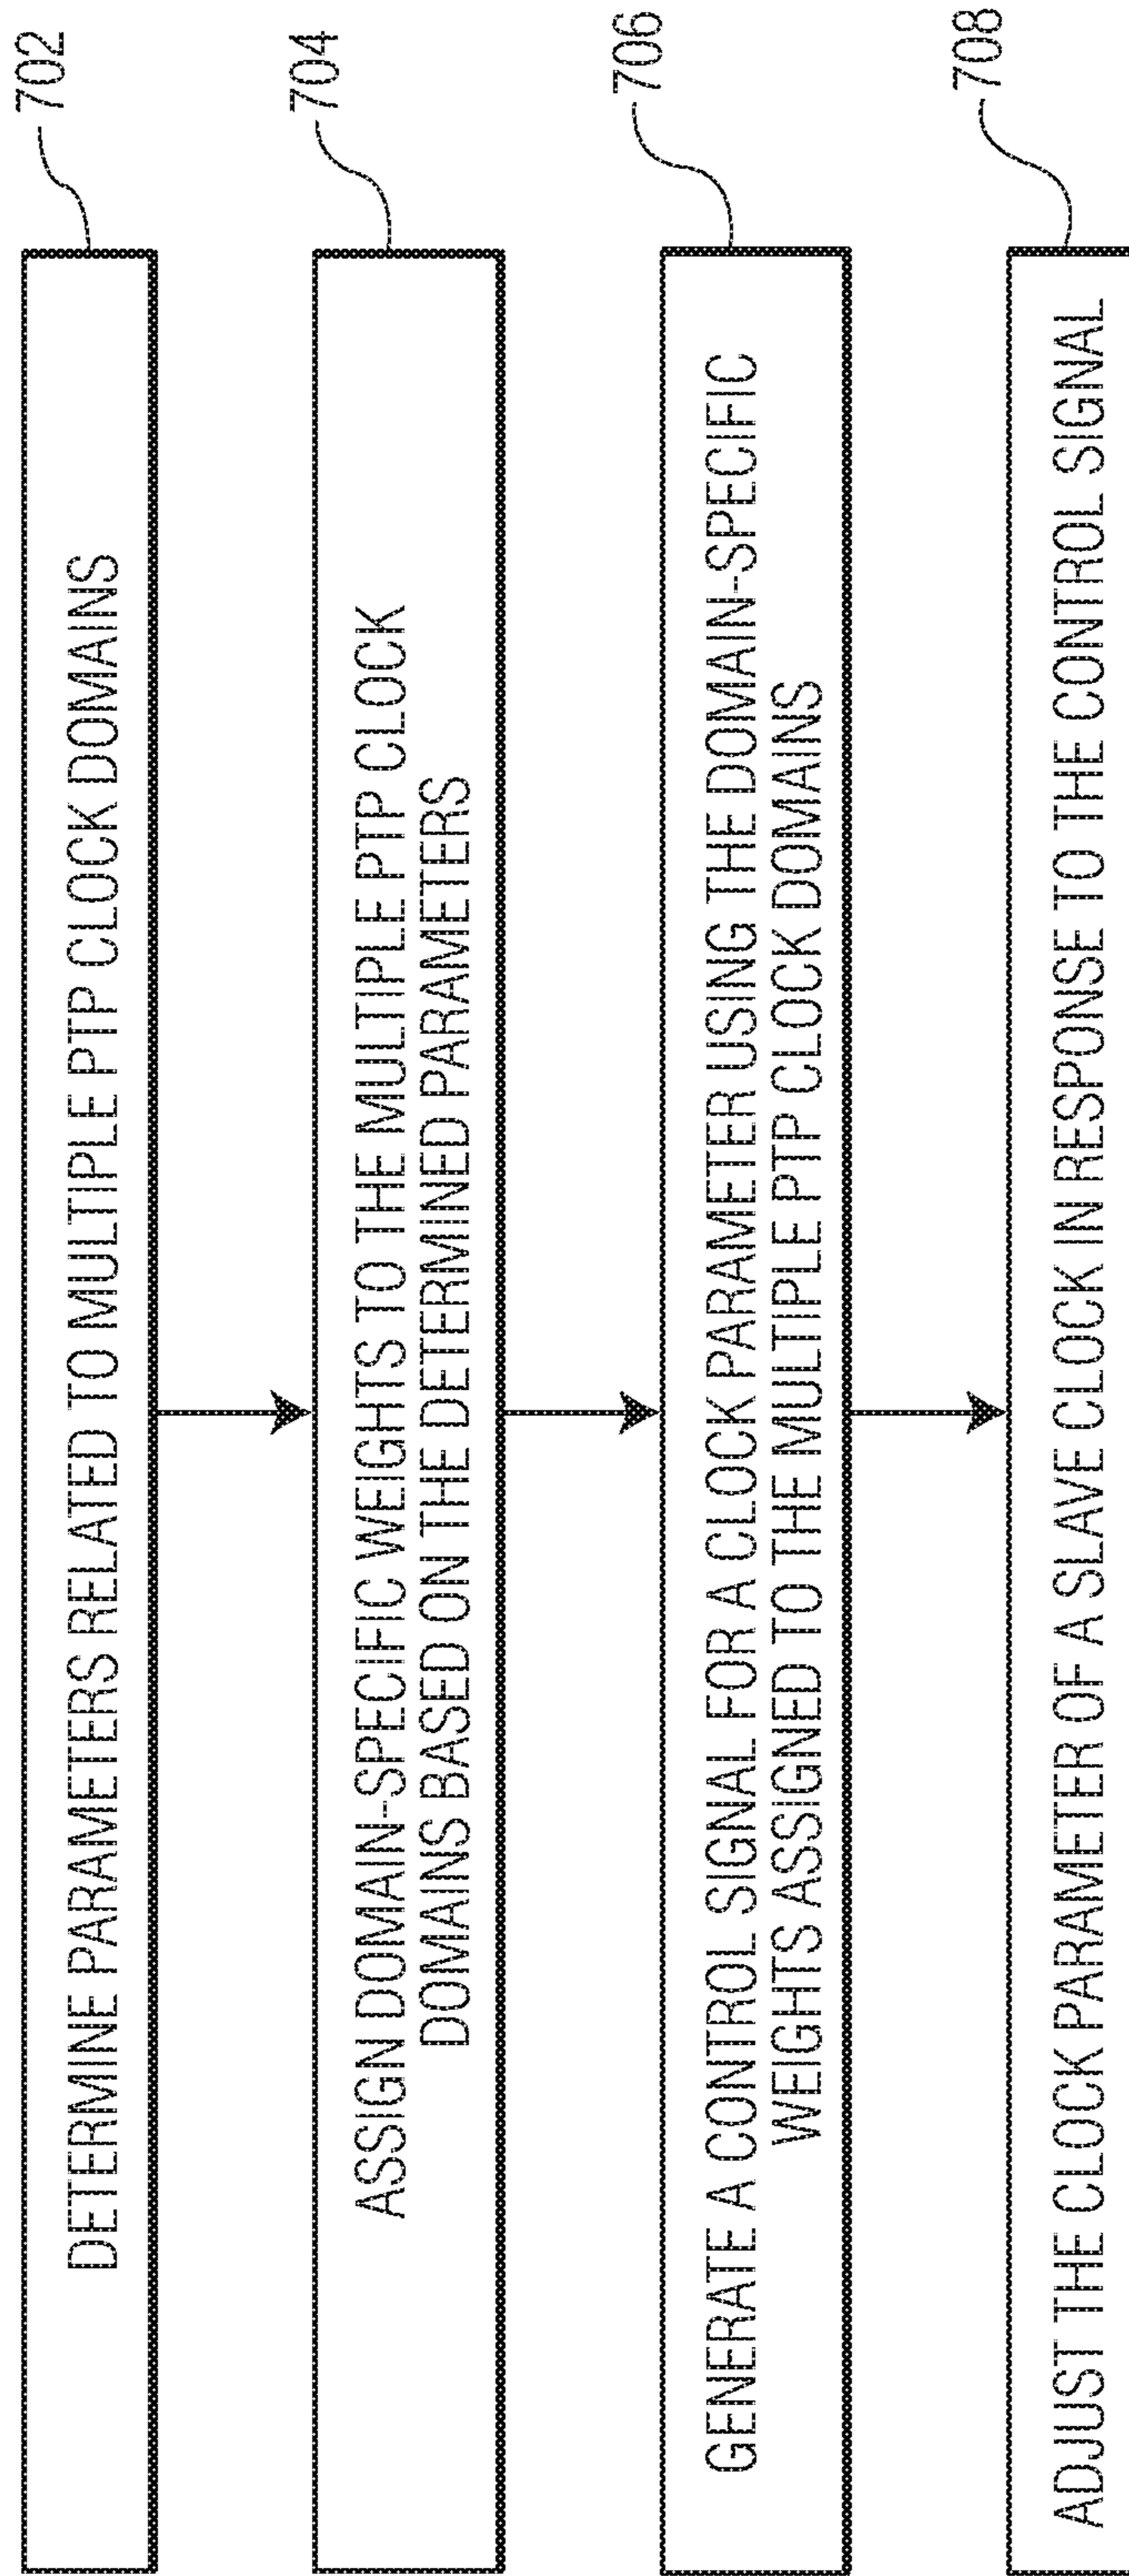 DETERMINE PARAMETERS RELATED TO MULTIPLE PTP CLOCK DOMAINS
702
ASSIGN DOMAIN-SPECIFIC WEIGHTS TO THE MULTIPLE PTP CLOCK
DOMAINS BASED ON THE DETERMINED PARAMETERS
704
GENERATE A CONTROL SIGNAL FOR A CLOCK PARAMETER USING THE DOMAIN-SPECIFIC
WEIGHTS ASSIGNED TO THE MULTIPLE PTP CLOCK DOMAINS
706
ADJUST THE CLOCK PARAMETER OF A SLAVE CLOCK IN RESPONSE TO THE CONTROL SIGNAL
708